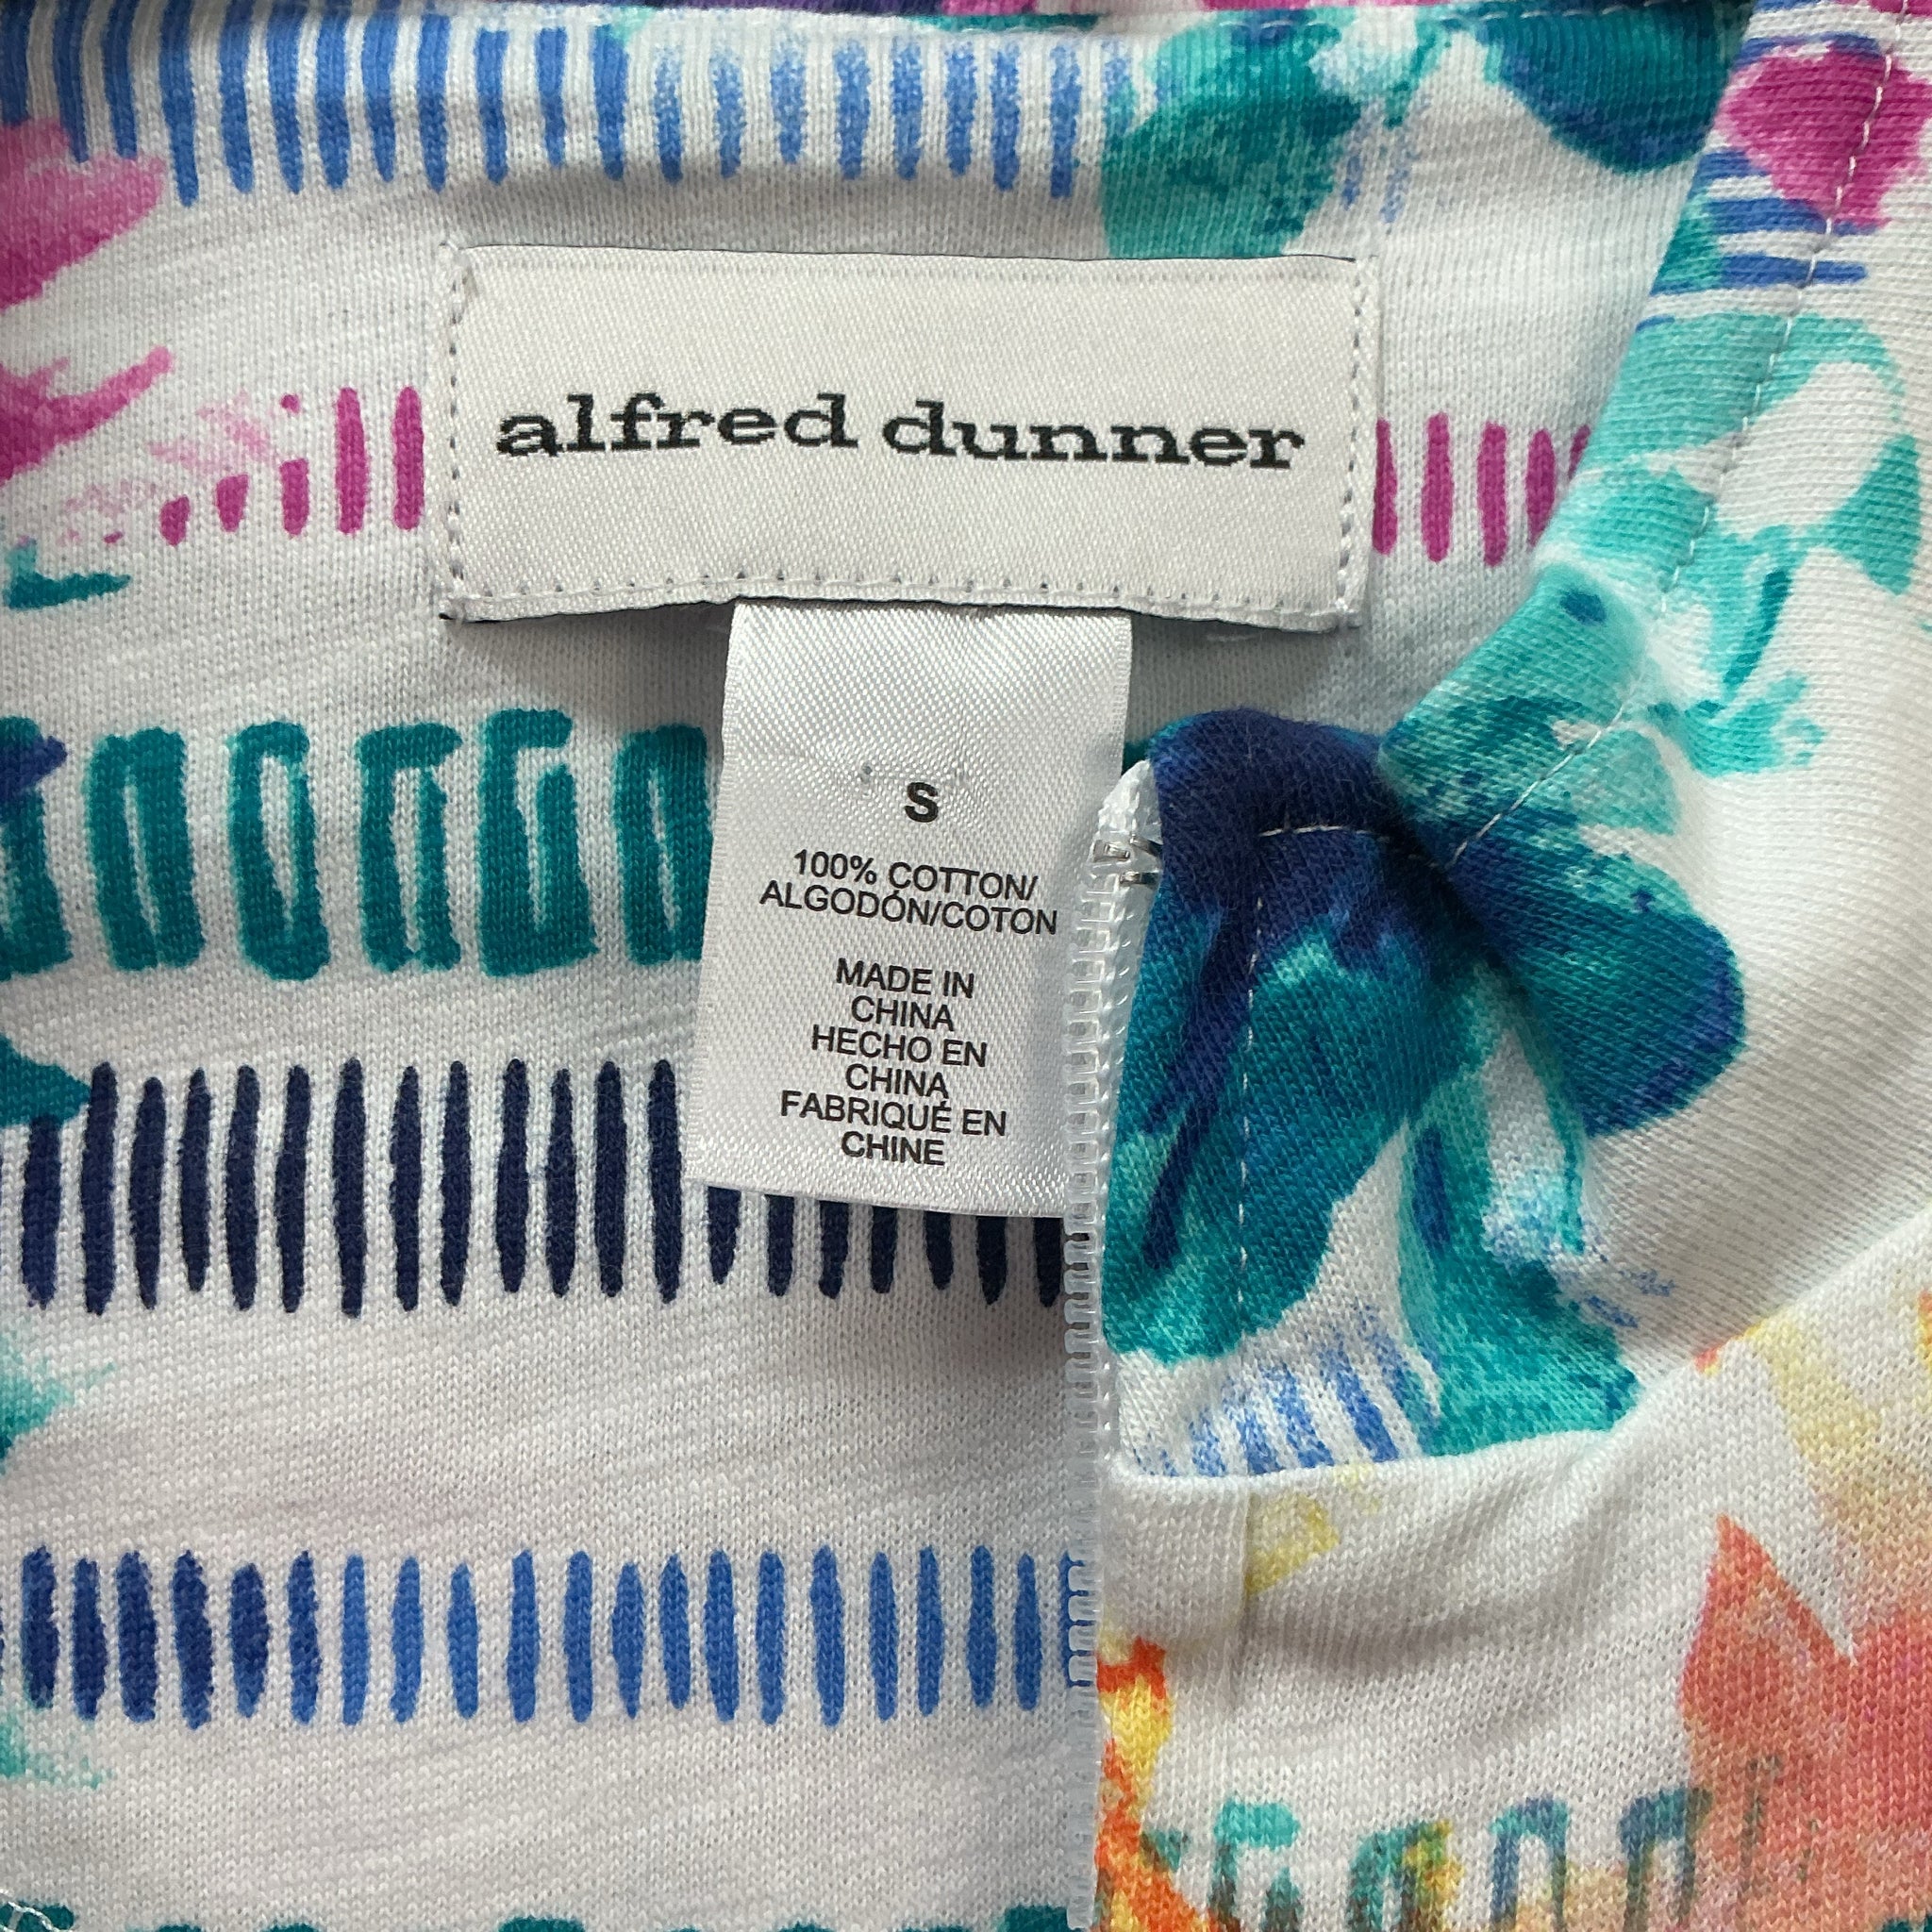 alfred dunner
S
100% COTTON/
ALGODÓN/COTON
MADE IN
CHINA
HECHO EN
CHINA
FABRIQUÉ EN
CHINE